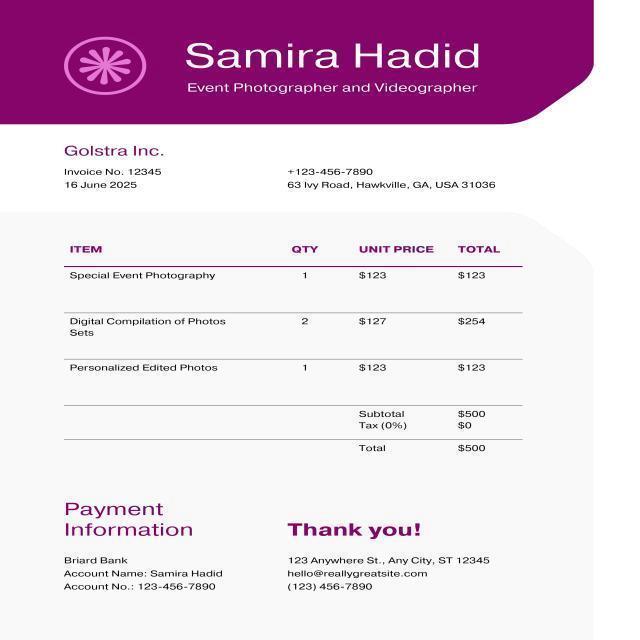 Samira Hadid
Event Photographer and Videographer
Golstra Inc.
Invoice No. 12345
16 June 2025
+123-456-7890
63 Ivy Road, Hawkville, GA, USA 31036
ITEM QTY UNIT PRICE TOTAL
Special Event Photography 1 $123 $123
Digital Compilation of Photos 2 $127 $254
Sets
Personalized Edited Photos 1 $123 $123
Subtotal $500
Tax (0%) $0
Total $500
Payment
Information
Briard Bank
Account Name: Samira Hadid
Account No.: 123-456-7890
Thank you!
123 Anywhere St., Any City, ST 12345
hello@reallygreatsite.com
(123) 456-7890